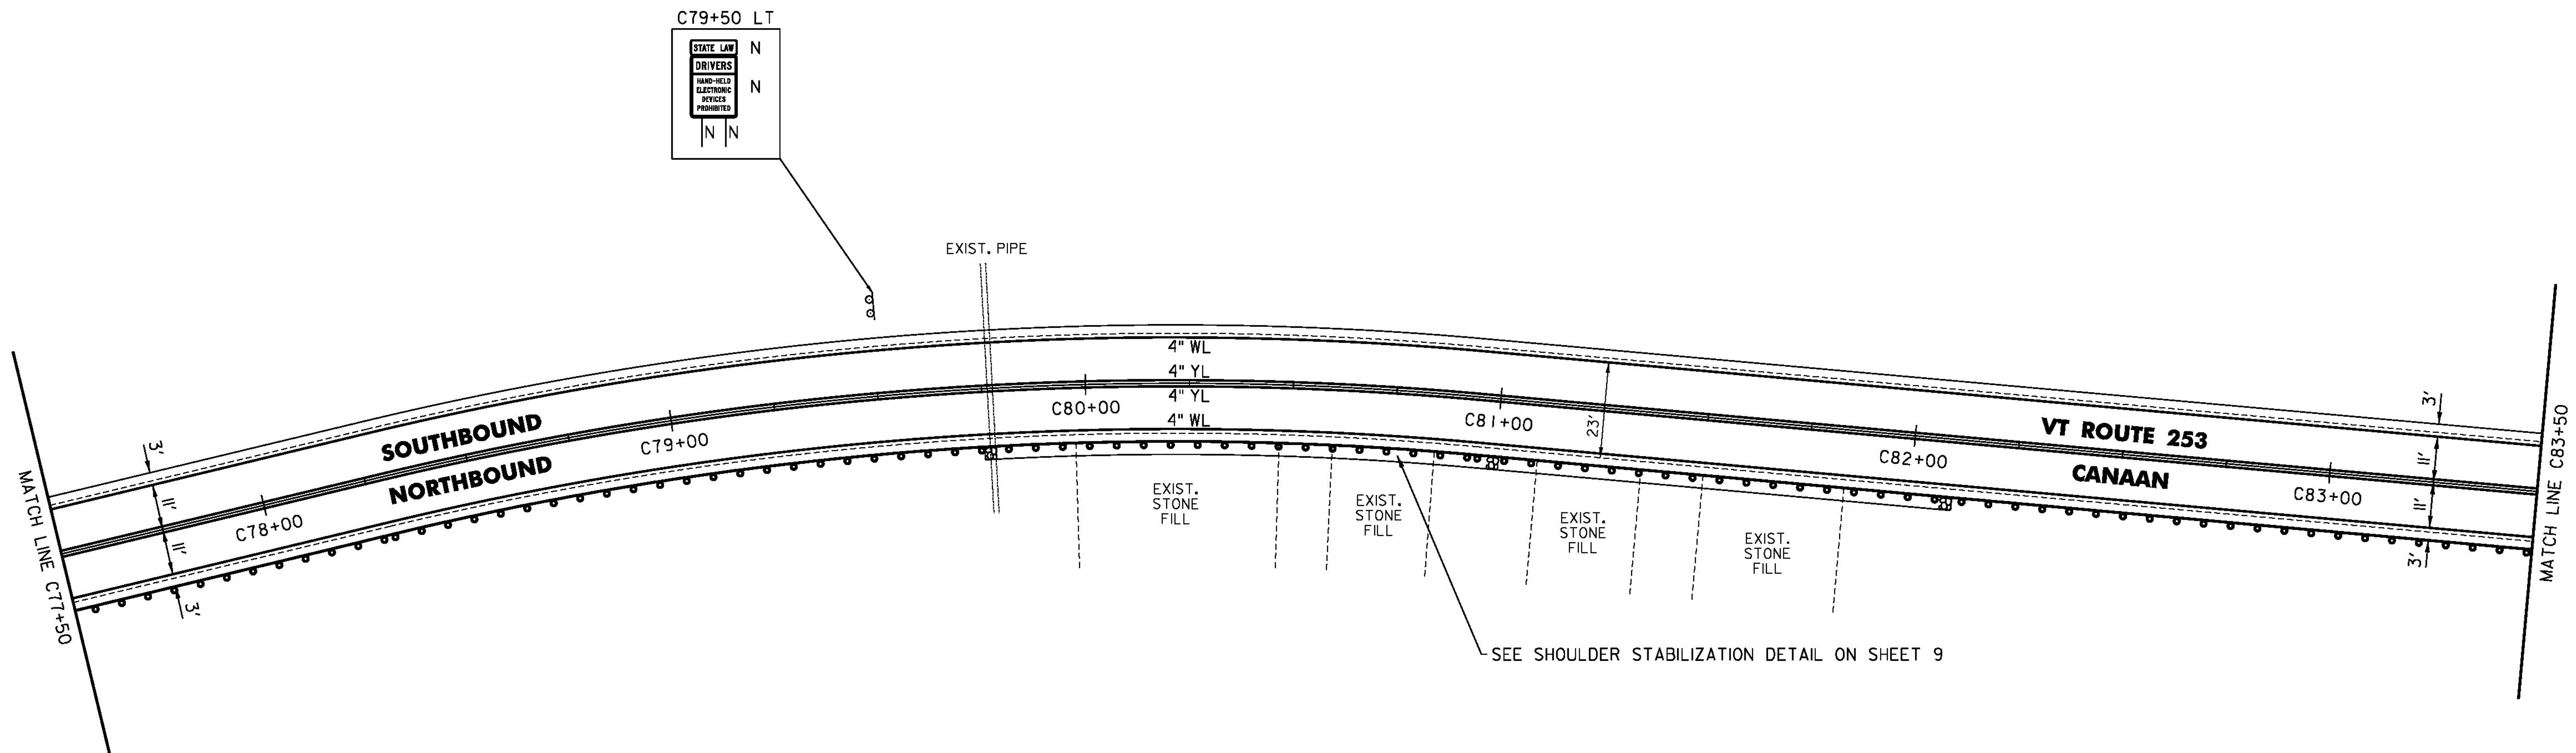 C79+50 LT
STATE LAW N
DRIVERS
HAND-HELD N
ELECTRONIC
DEVICES
PROHIBITED
N N
EXIST. PIPE
4" WL
4" YL
4" YL
4" WL
SOUTHBOUND
NORTHBOUND
C78+00
C79+00
C80+00
C81+00
C82+00
C83+00
VT ROUTE 253
CANAAN
3'
11'
11'
3'
23'
3'
11'
11'
3'
MATCH LINE C77+50
MATCH LINE C83+50
EXIST.
STONE
FILL
EXIST.
STONE
FILL
EXIST.
STONE
FILL
EXIST.
STONE
FILL
SEE SHOULDER STABILIZATION DETAIL ON SHEET 9